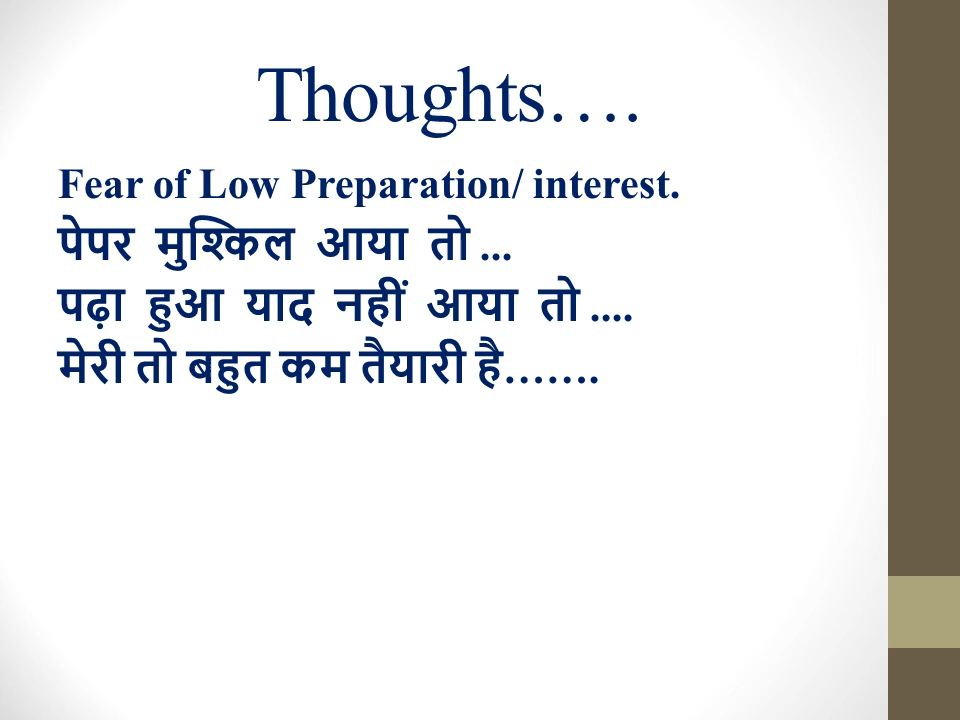 Thoughts….
Fear of Low Preparation/ interest.
पेपर मुश्किल आया तो ...
पढ़ा हुआ याद नहीं आया तो ....
मेरी तो बहुत कम तैयारी है…….